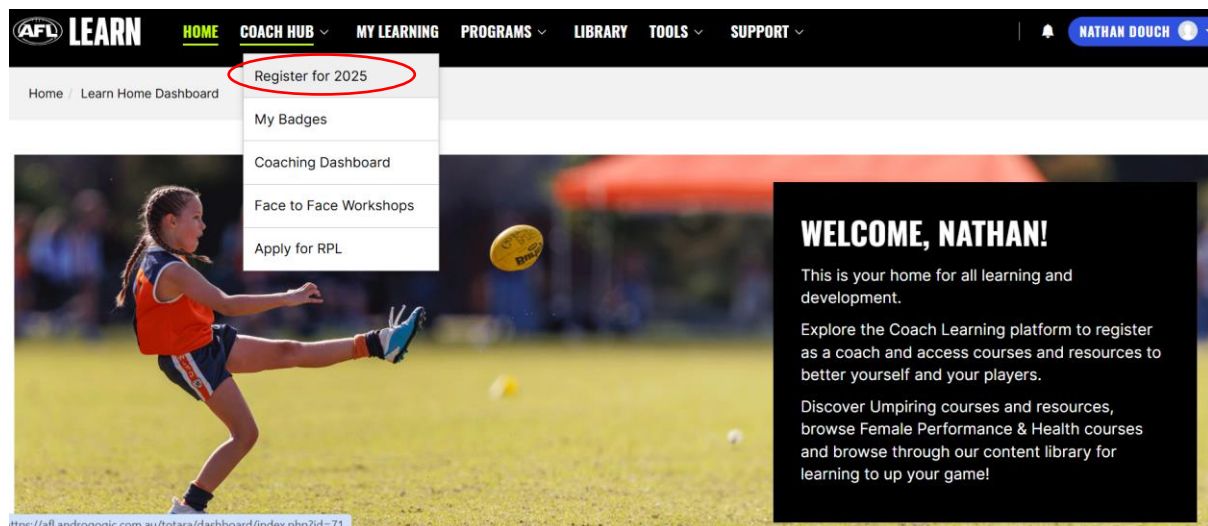 AFL LEARN HOME COACH HUB MY LEARNING PROGRAMS LIBRARY TOOLS SUPPORT NATHAN DOUCH
Register for 2025
Home / Learn Home Dashboard
My Badges
Coaching Dashboard
Face to Face Workshops
Apply for RPL
WELCOME, NATHAN!
This is your home for all learning and
development.
Explore the Coach Learning platform to register
as a coach and access courses and resources to
better yourself and your players.
Discover Umpiring courses and resources,
browse Female Performance & Health courses
and browse through our content library for
learning to up your game!
ttps://afl.androgogic.com.au/totara/dashboard/index.php?id=71